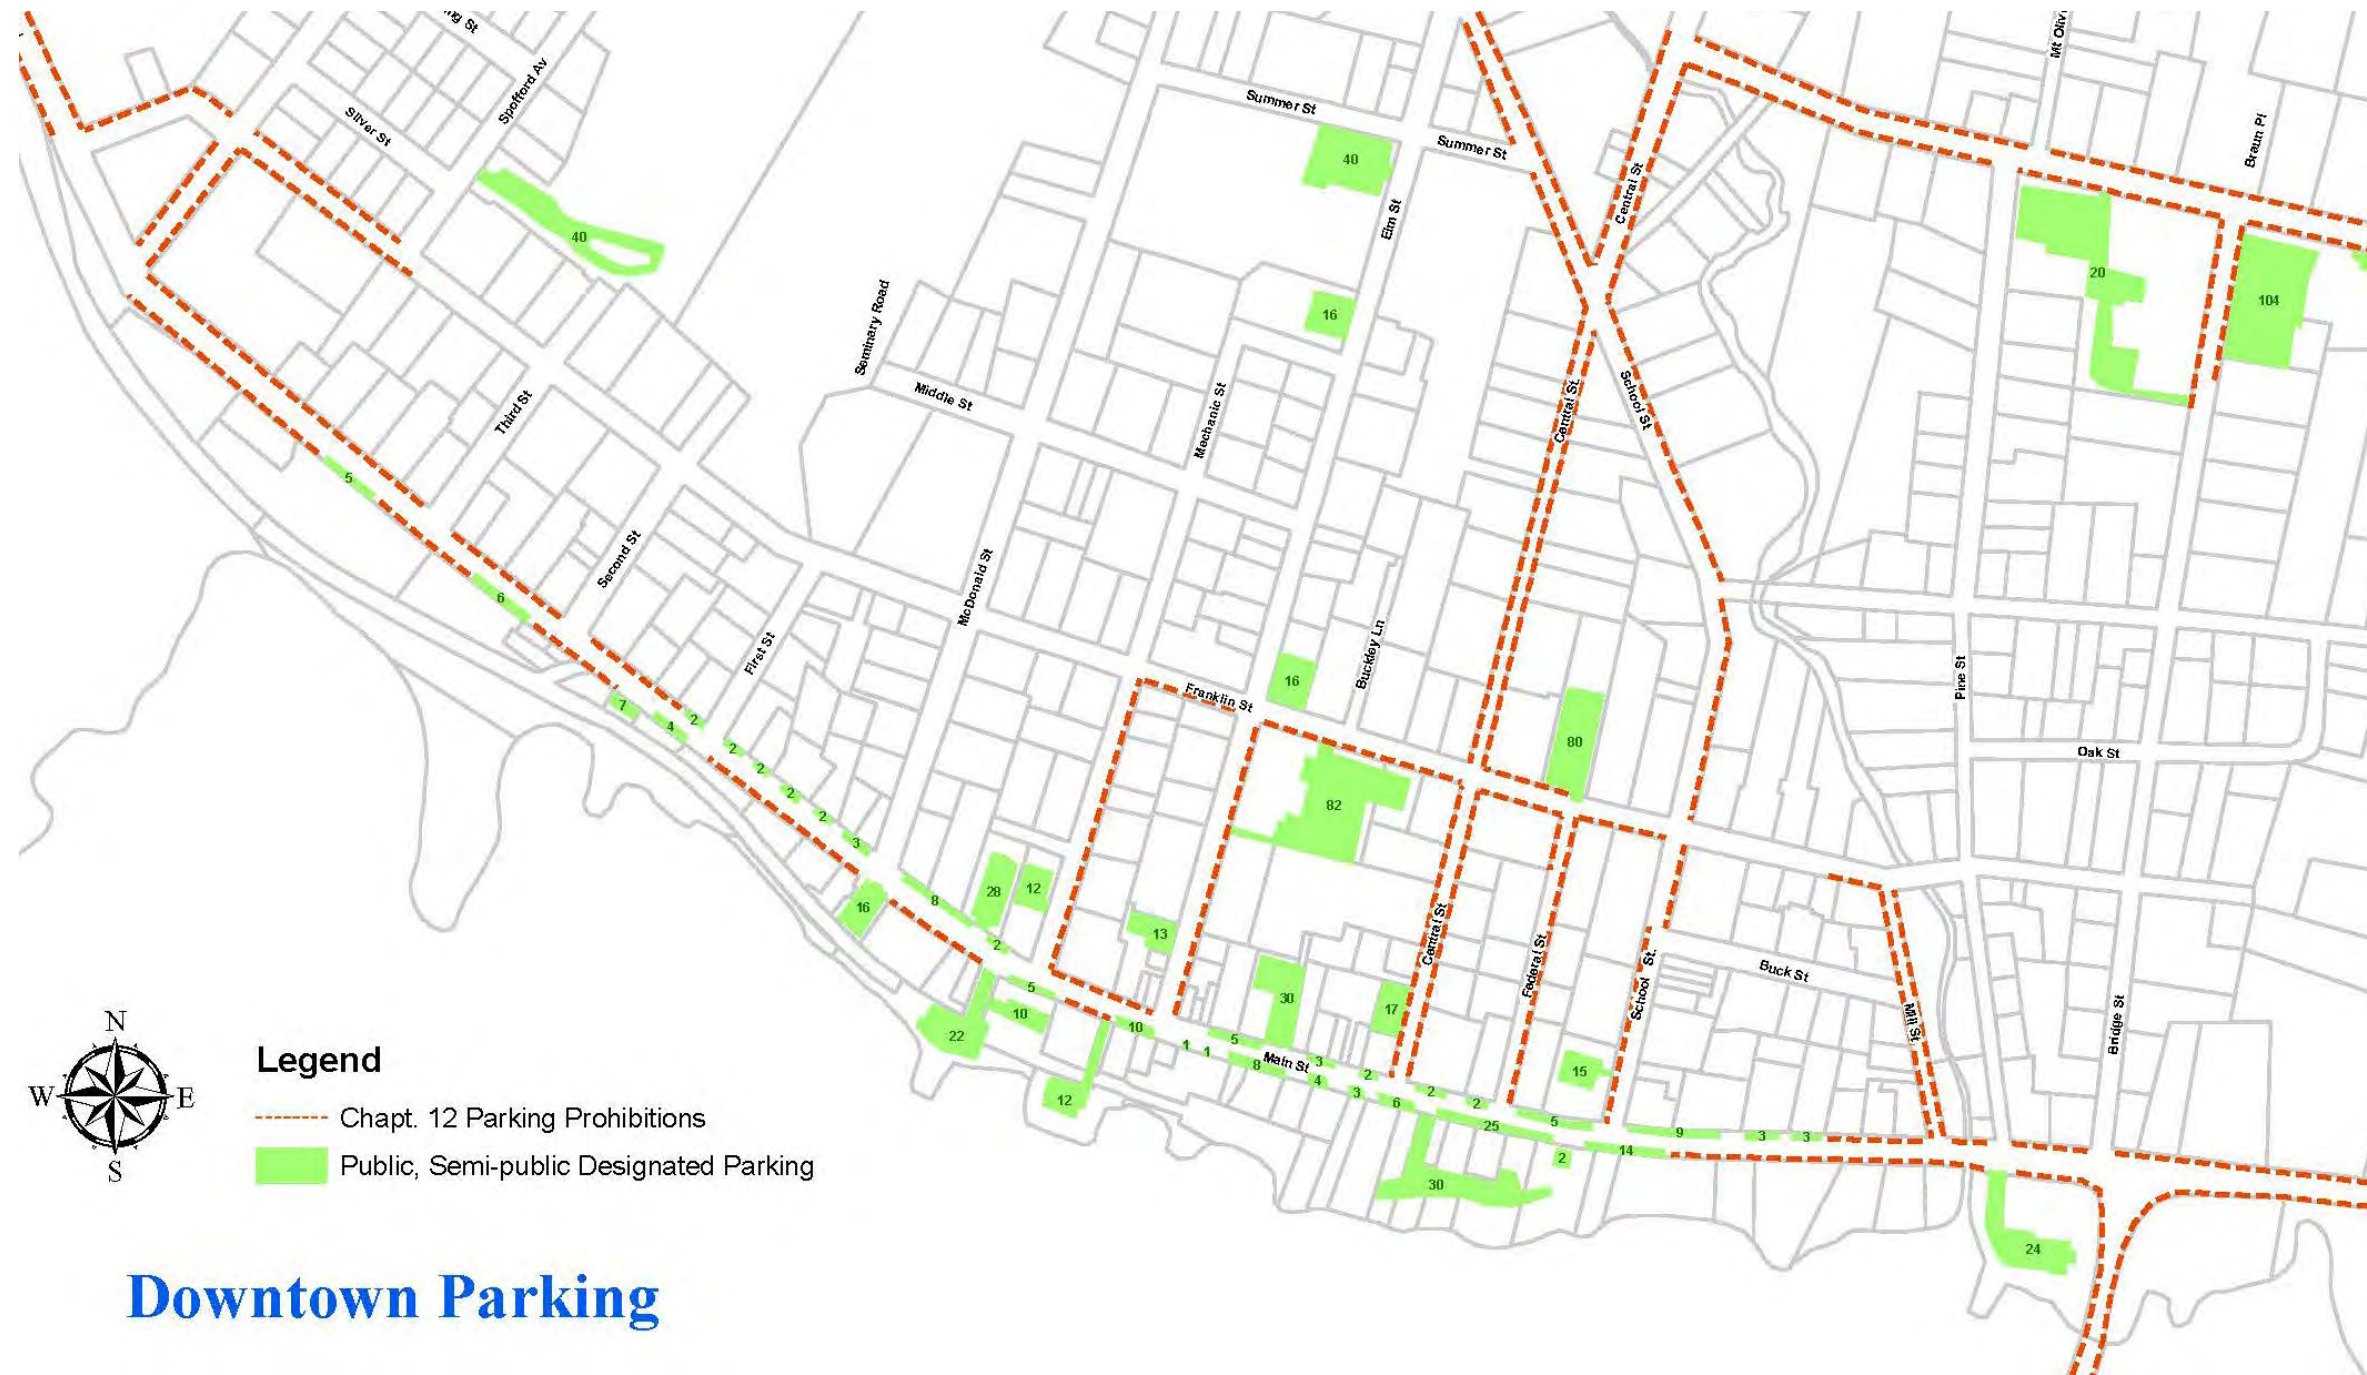 ng St
Mt Oliv
Spofford Av
Silver St
Summer St
Summer St
Braun Pl
40
40
Central St
Elm St
20
104
16
Seminary Road
Middle St
Mechanic St
Central St.
School St
Third St
5
Second St
6
McDonald St
First St
Buckley Ln
Pine St
16
Franklin St
7
4
2
2
2
2
2
3
80
Oak St
82
28
12
8
16
13
2
Central St
Federal St
School St.
Buck St
Mill St.
Bridge St
5
10
22
30
17
10
1
1
5
8
Main St
3
4
2
3
6
2
2
25
5
15
9
3
3
14
2
12
30
24
N
W
E
S
Legend
Chapt. 12 Parking Prohibitions
Public, Semi-public Designated Parking
Downtown Parking